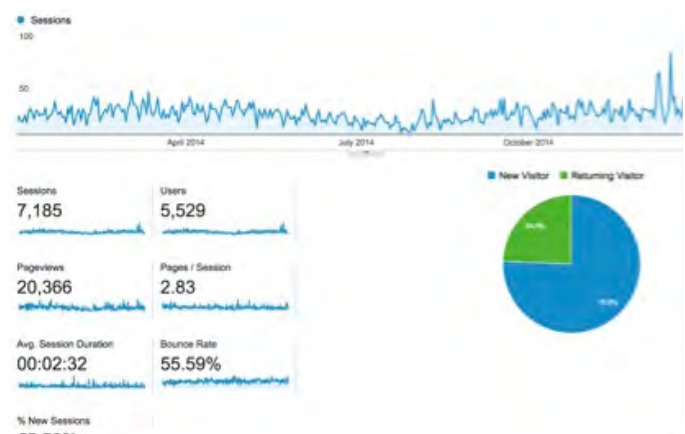 Sessions
100
50
April 2014
July 2014
October 2014
New Visitor
Returning Visitor
Sessions
7,185
Users
5,529
Pageviews
20,366
Pages / Session
2.83
Avg. Session Duration
00:02:32
Bounce Rate
55.59%
% New Sessions